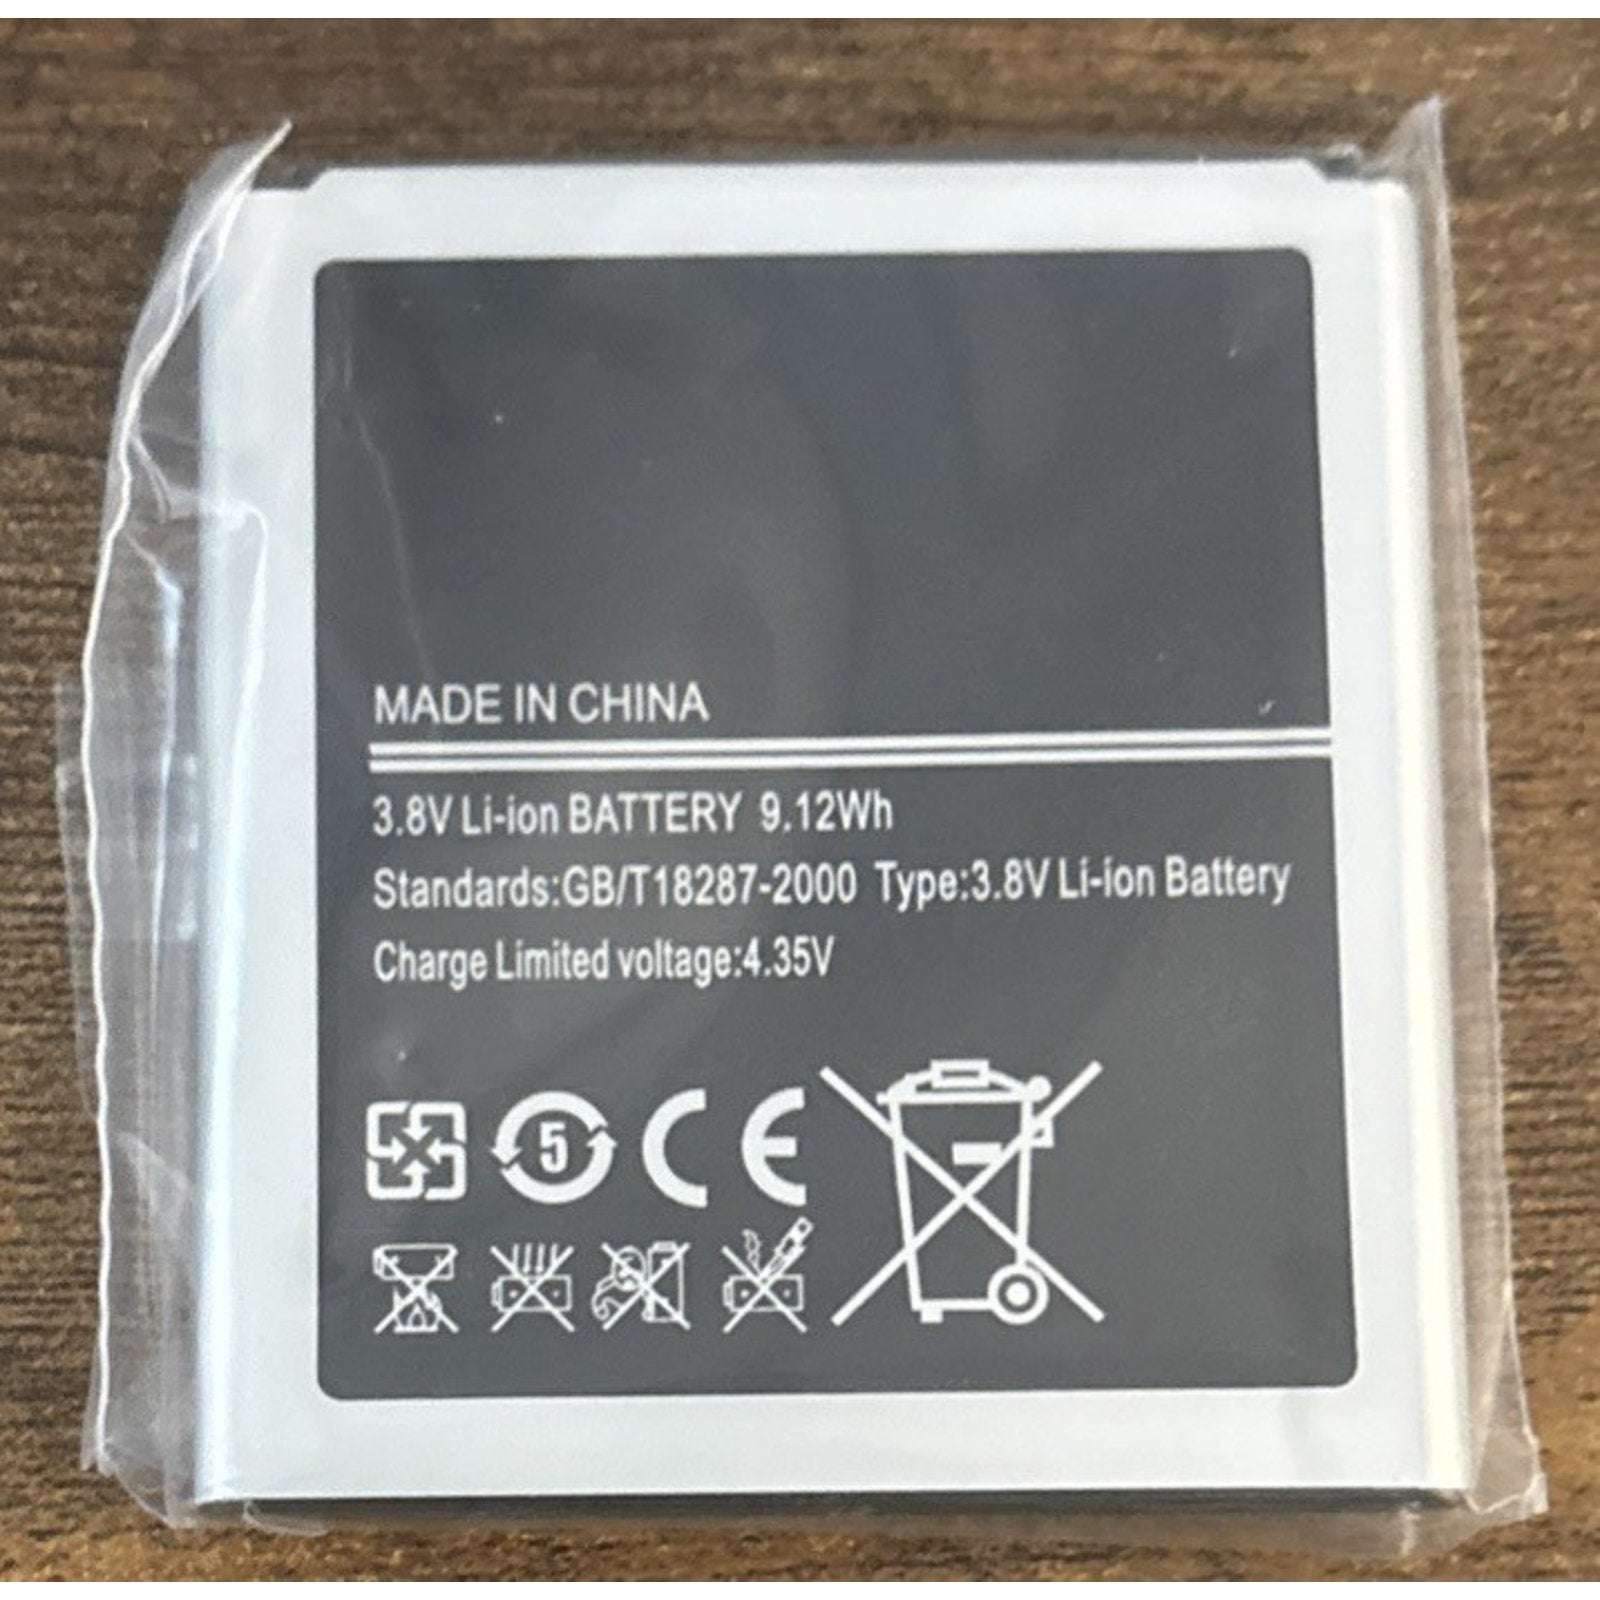 MADE IN CHINA
3.8V Li-ion BATTERY 9.12Wh
Standards:GB/T18287-2000 Type:3.8V Li-ion Battery
Charge Limited voltage:4.35V
5 CE